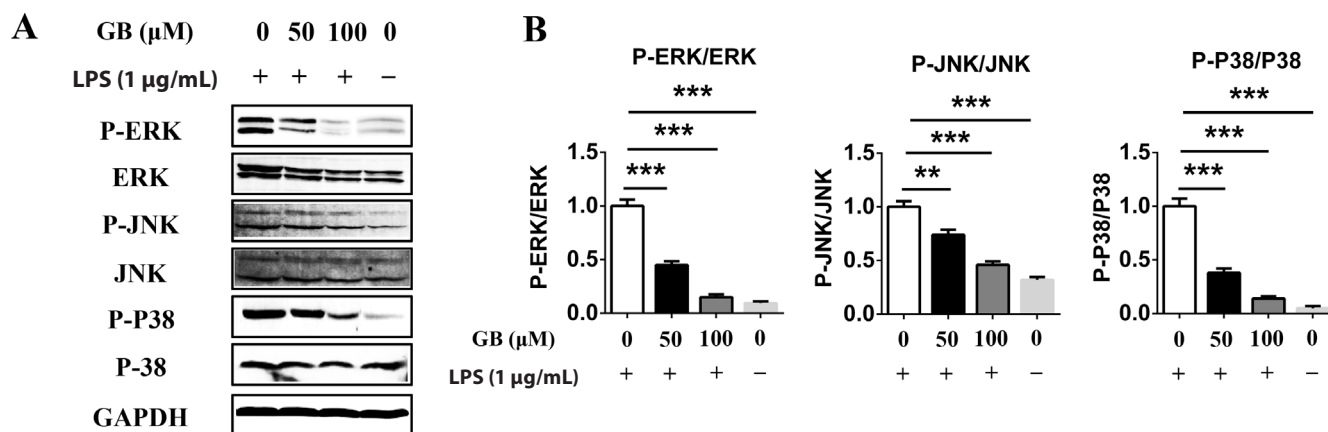 A
GB (μM) 0 50 100 0
LPS (1 μg/mL) + + + −
P-ERK
ERK
P-JNK
JNK
P-P38
P-38
GAPDH
B
P-ERK/ERK
***
***
***
P-ERK/ERK
1.5
1.0
0.5
0.0
GB (μM) 0 50 100 0
LPS (1 μg/mL) + + + −
P-JNK/JNK
***
***
**
P-JNK/JNK
1.5
1.0
0.5
0.0
0 50 100 0
+ + + −
P-P38/P38
***
***
***
P-P38/P38
1.5
1.0
0.5
0.0
0 50 100 0
+ + + −